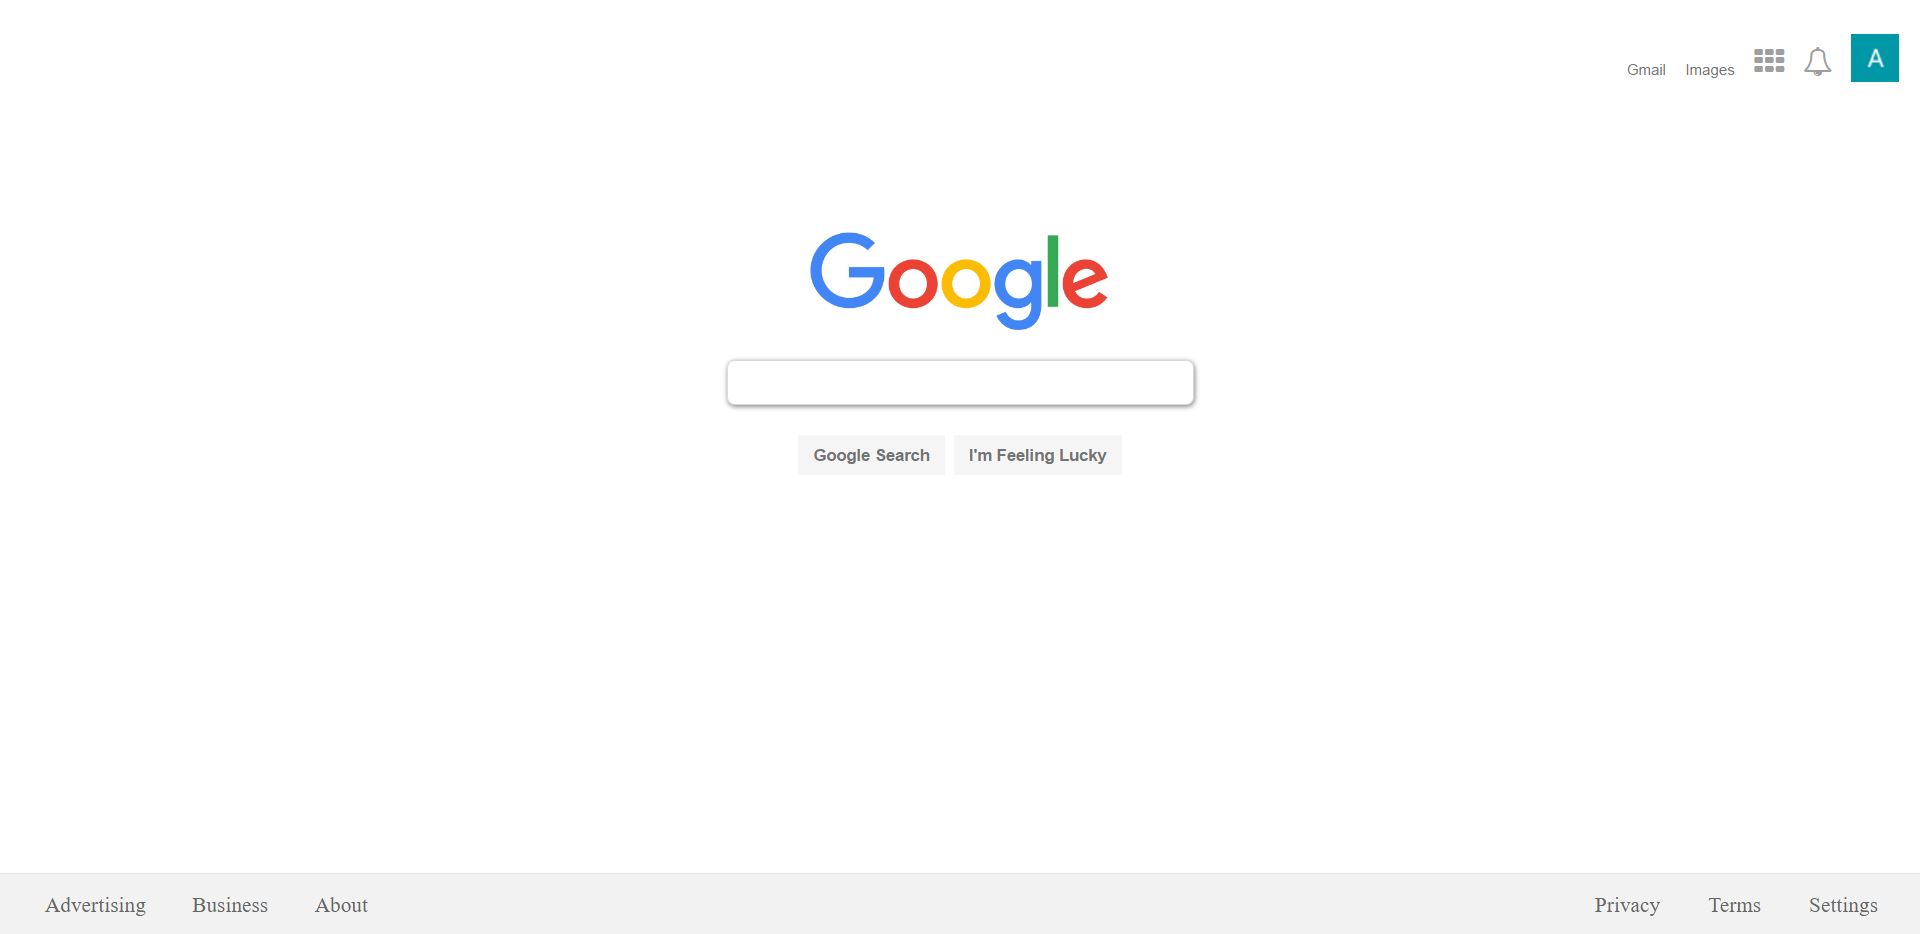 Gmail Images A
Google
Google Search I'm Feeling Lucky
Advertising Business About Privacy Terms Settings